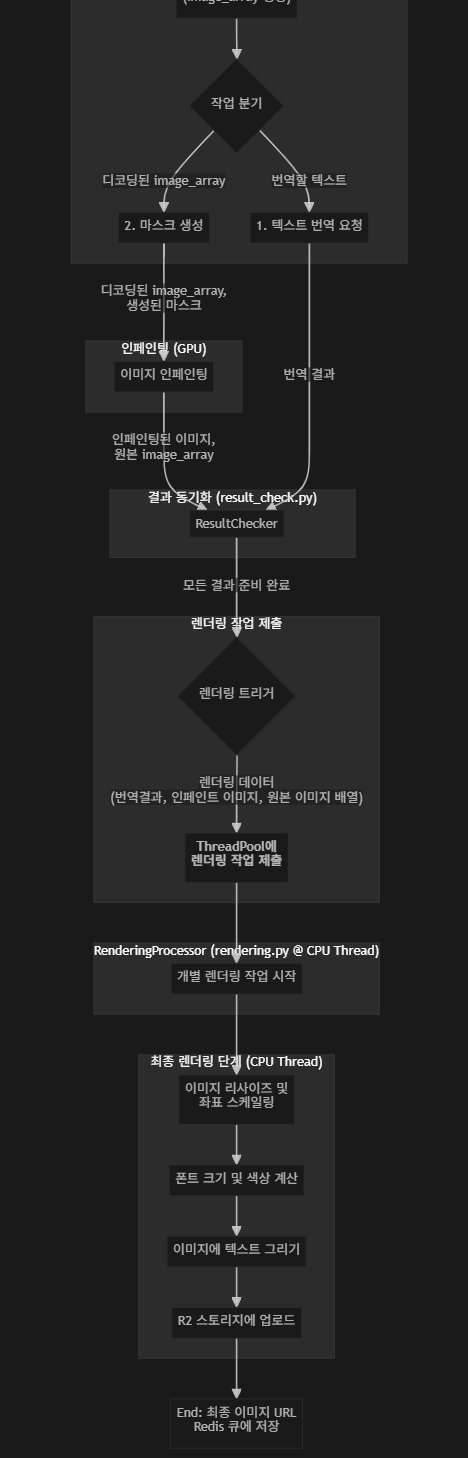 작업 분기
디코딩된 image_array
번역할 텍스트
2. 마스크 생성
1. 텍스트 번역 요청
디코딩된 image_array,
생성된 마스크
인페인팅 (GPU)
이미지 인페인팅
번역 결과
인페인팅된 이미지,
원본 image_array
결과 동기화 (result_check.py)
ResultChecker
모든 결과 준비 완료
렌더링 작업 제출
렌더링 트리거
렌더링 데이터
(번역결과, 인페인트 이미지, 원본 이미지 배열)
ThreadPool에
렌더링 작업 제출
RenderingProcessor (rendering.py @ CPU Thread)
개별 렌더링 작업 시작
최종 렌더링 단계 (CPU Thread)
이미지 리사이즈 및
좌표 스케일링
폰트 크기 및 색상 계산
이미지에 텍스트 그리기
R2 스토리지에 업로드
End: 최종 이미지 URL
Redis 큐에 저장